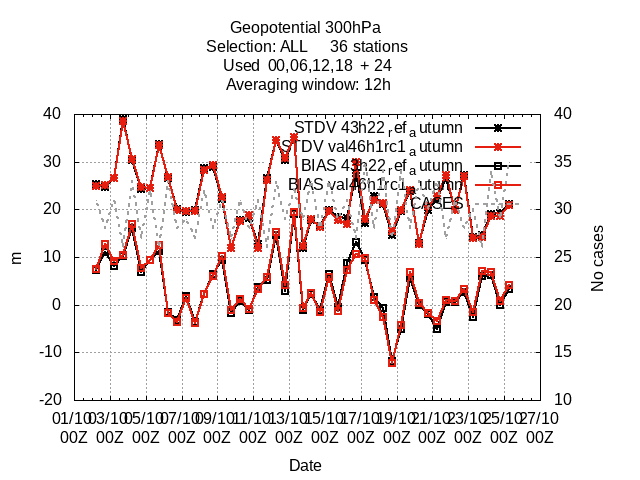 Geopotential 300hPa
Selection: ALL 36 stations
Used 00,06,12,18 + 24
Averaging window: 12h
40 40
STDV 43h22_ref_autumn
STDV val46h1rc1_autumn
30 35
BIAS 43h22_ref_autumn
BIAS val46h1rc1_autumn
CASES
20 30
10 25
m
No cases
0 20
-10 15
-20 10
01/10 03/10 05/10 07/10 09/10 11/10 13/10 15/10 17/10 19/10 21/10 23/10 25/10 27/10
00Z 00Z 00Z 00Z 00Z 00Z 00Z 00Z 00Z 00Z 00Z 00Z 00Z 00Z
Date